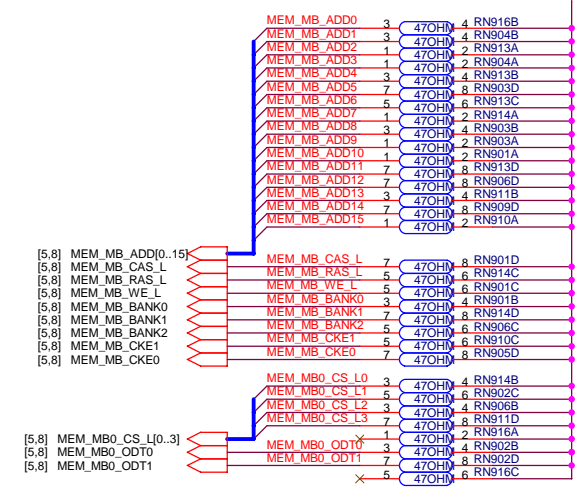 MEM_MB_ADD0 3 47OHM 4 RN916B
MEM_MB_ADD1 3 47OHM 4 RN904B
MEM_MB_ADD2 1 47OHM 2 RN913A
MEM_MB_ADD3 1 47OHM 2 RN904A
MEM_MB_ADD4 3 47OHM 4 RN913B
MEM_MB_ADD5 7 47OHM 8 RN903D
MEM_MB_ADD6 5 47OHM 6 RN913C
MEM_MB_ADD7 1 47OHM 2 RN914A
MEM_MB_ADD8 3 47OHM 4 RN903B
MEM_MB_ADD9 1 47OHM 2 RN903A
MEM_MB_ADD10 1 47OHM 2 RN901A
MEM_MB_ADD11 7 47OHM 8 RN913D
MEM_MB_ADD12 7 47OHM 8 RN906D
MEM_MB_ADD13 3 47OHM 4 RN911B
MEM_MB_ADD14 7 47OHM 8 RN909D
MEM_MB_ADD15 1 47OHM 2 RN910A
[5,8] MEM_MB_ADD[0..15]
[5,8] MEM_MB_CAS_L MEM_MB_CAS_L 7 47OHM 8 RN901D
[5,8] MEM_MB_RAS_L MEM_MB_RAS_L 5 47OHM 6 RN914C
[5,8] MEM_MB_WE_L MEM_MB_WE_L 5 47OHM 6 RN901C
[5,8] MEM_MB_BANK0 MEM_MB_BANK0 3 47OHM 4 RN901B
[5,8] MEM_MB_BANK1 MEM_MB_BANK1 7 47OHM 8 RN914D
[5,8] MEM_MB_BANK2 MEM_MB_BANK2 5 47OHM 6 RN906C
[5,8] MEM_MB_CKE1 MEM_MB_CKE1 5 47OHM 6 RN910C
[5,8] MEM_MB_CKE0 MEM_MB_CKE0 7 47OHM 8 RN905D
MEM_MB0_CS_L0 3 47OHM 4 RN914B
MEM_MB0_CS_L1 5 47OHM 6 RN902C
MEM_MB0_CS_L2 3 47OHM 4 RN906B
MEM_MB0_CS_L3 7 47OHM 8 RN911D
[5,8] MEM_MB0_CS_L[0..3] 1 47OHM 2 RN916A
[5,8] MEM_MB0_ODT0 MEM_MB0_ODT0 3 47OHM 4 RN902B
[5,8] MEM_MB0_ODT1 MEM_MB0_ODT1 7 47OHM 8 RN902D
5 47OHM 6 RN916C